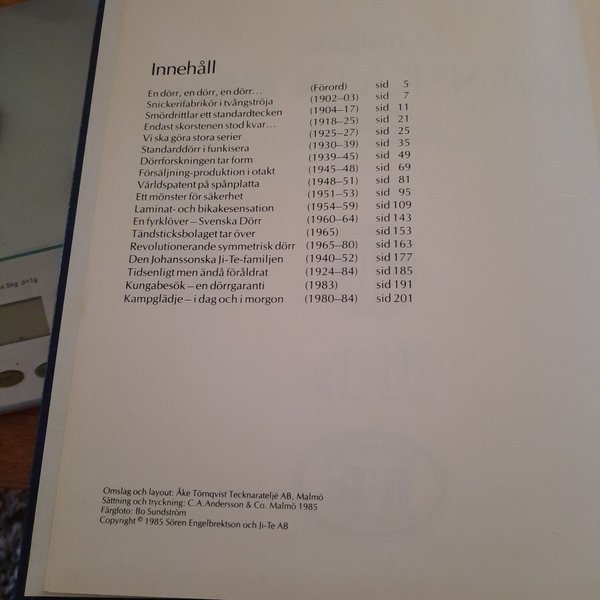 Innehåll
En dörr, en dörr, en dörr... (Förord) sid 5
Snickerifabrikör i tvångströja (1902–03) sid 7
Smördrittlar ett standardtecken (1904–17) sid 11
Endast skorstenen stod kvar... (1918–25) sid 21
Vi ska göra stora serier (1925–27) sid 25
Standarddörr i funkisera (1930–39) sid 35
Dörrforskningen tar form (1939–45) sid 49
Försäljning-produktion i otakt (1945–48) sid 69
Världspatent på spånplatta (1948–51) sid 81
Ett mönster för säkerhet (1951–53) sid 95
Laminat- och bikakesensation (1954–59) sid 109
En fyrklöver – Svenska Dörr (1960–64) sid 143
Tändsticksbolaget tar över (1965) sid 153
Revolutionerande symmetrisk dörr (1965–80) sid 163
Den Johanssonska Ji-Te-familjen (1940–52) sid 177
Tidsenligt men ändå föråldrat (1924–84) sid 185
Kungabesök – en dörrgaranti (1983) sid 191
Kampglädje – i dag och i morgon (1980–84) sid 201
Omslag och layout: Åke Törnqvist Tecknarateljé AB, Malmö
Sättning och tryckning: C.A. Andersson & Co. Malmö 1985
Färgfoto: Bo Sundström
Copyright © 1985 Sören Engelbrektson och Ji-Te AB